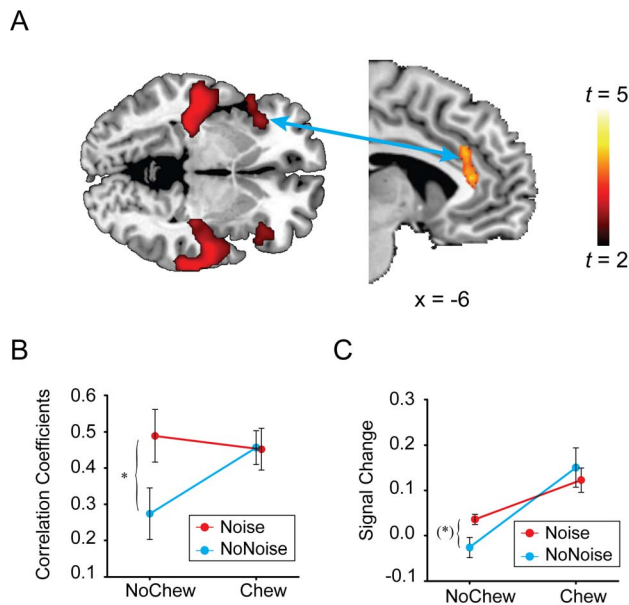 A
t = 5
t = 2
x = -6
B
Correlation Coefficients
0.6
0.5
0.4
0.3
0.2
0.1
*
Noise
NoNoise
NoChew
Chew
C
Signal Change
0.3
0.2
0.1
0.0
-0.1
(*)
Noise
NoNoise
NoChew
Chew